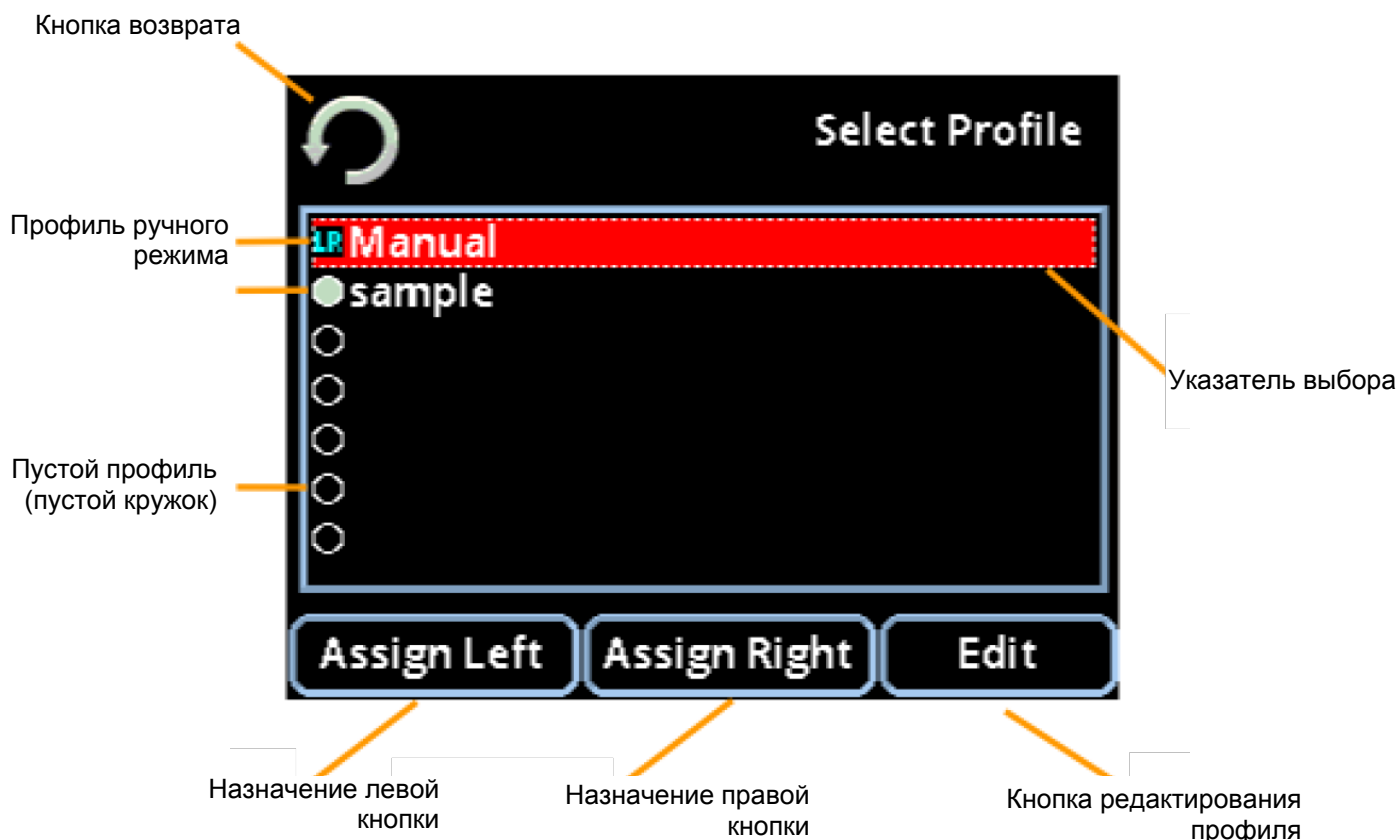 Кнопка возврата
Select Profile
Профиль ручного
режима
Manual
sample
Указатель выбора
Пустой профиль
(пустой кружок)
Assign Left
Assign Right
Edit
Назначение левой
кнопки
Назначение правой
кнопки
Кнопка редактирования
профиля